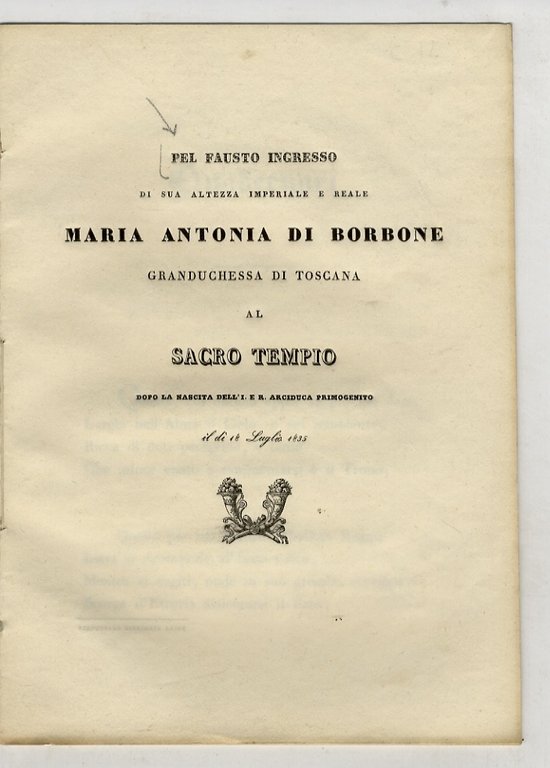 PEL FAUSTO INGRESSO
DI SUA ALTEZZA IMPERIALE E REALE
MARIA ANTONIA DI BORBONE
GRANDUCHESSA DI TOSCANA
AL
SACRO TEMPIO
DOPO LA NASCITA DELL'I. E R. ARCIDUCA PRIMOGENITO
il dì 18 Luglio 1835